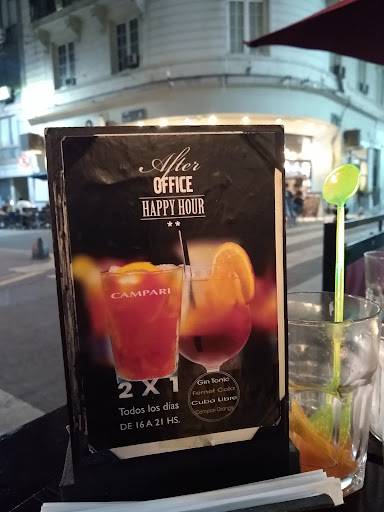 After
OFFICE
HAPPY HOUR
**
CAMPARI
2 X 1
Todos los días
DE 16 A 21 HS.
Gin Tonic
Fernet Cola
Cuba Libre
Campari Orange